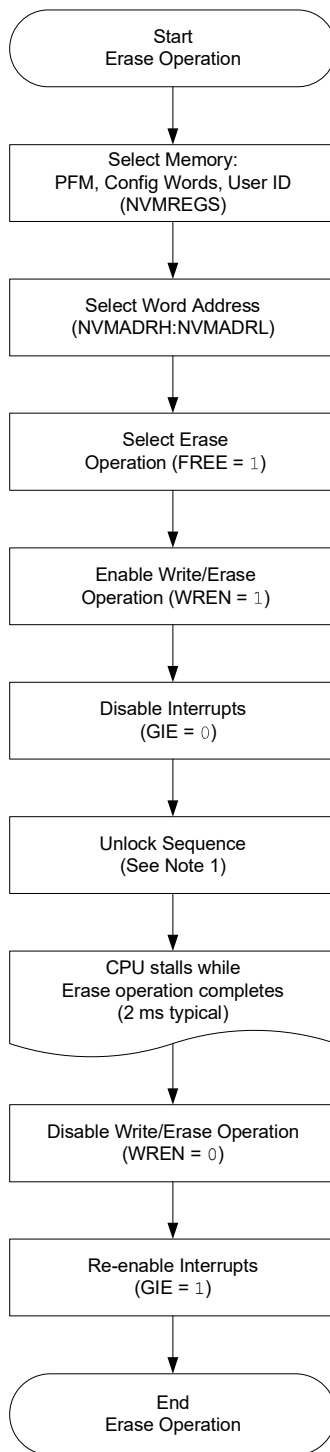 Start
Erase Operation
Select Memory:
PFM, Config Words, User ID
(NVMREGS)
Select Word Address
(NVMADRH:NVMADRL)
Select Erase
Operation (FREE = 1)
Enable Write/Erase
Operation (WREN = 1)
Disable Interrupts
(GIE = 0)
Unlock Sequence
(See Note 1)
CPU stalls while
Erase operation completes
(2 ms typical)
Disable Write/Erase Operation
(WREN = 0)
Re-enable Interrupts
(GIE = 1)
End
Erase Operation